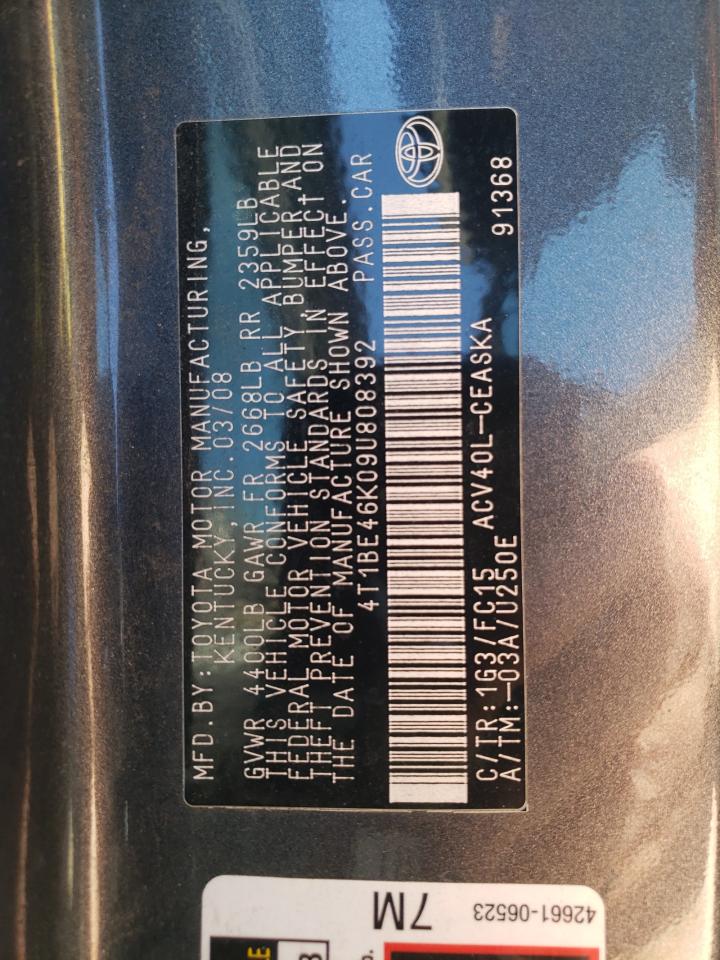 MFD.BY:TOYOTA MOTOR MANUFACTURING,
KENTUCKY,INC.03/08
GVWR 4400LB GAWR FR 2668LB RR 2359LB
THIS VEHICLE CONFORMS TO ALL APPLICABLE
FEDERAL MOTOR VEHICLE SAFETY,BUMPER,AND
THEFT PREVENTION STANDARDS IN EFFECT ON
THE DATE OF MANUFACTURE SHOWN ABOVE.
4T1BE46K09U808392 PASS.CAR
C/TR:1G3/FC15 ACV40L-CEASKA
A/TM:-03A/U250E 91368
7M
42661-06523